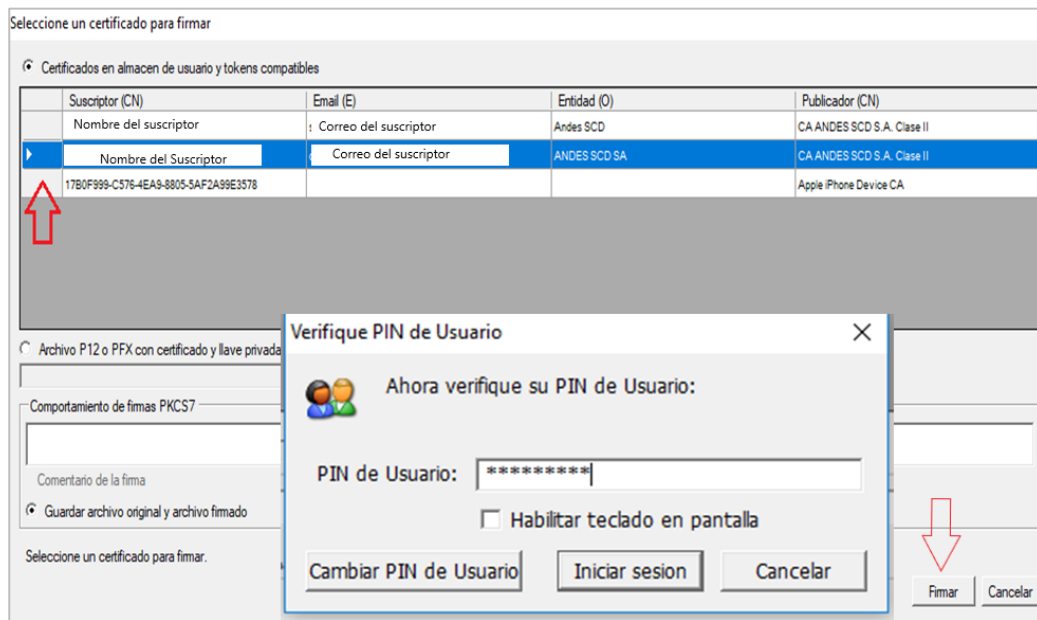 Seleccione un certificado para firmar
Certificados en almacen de usuario y tokens compatibles
Suscriptor (CN) Email (E) Entidad (O) Publicador (CN)
Nombre del suscriptor Correo del suscriptor Andes SCD CA ANDES SCD S.A. Clase II
Nombre del Suscriptor Correo del suscriptor ANDES SCD SA CA ANDES SCD S.A. Clase II
17B0F999-C576-4EA9-8805-5AF2A99E3578 Apple iPhone Device CA
Archivo P12 o PFX con certificado y llave privada
Comportamiento de firmas PKCS7
Comentario de la firma
Guardar archivo original y archivo firmado
Seleccione un certificado para firmar.
Verifique PIN de Usuario
Ahora verifique su PIN de Usuario:
PIN de Usuario: *********
Habilitar teclado en pantalla
Cambiar PIN de Usuario Iniciar sesion Cancelar
Firmar Cancelar